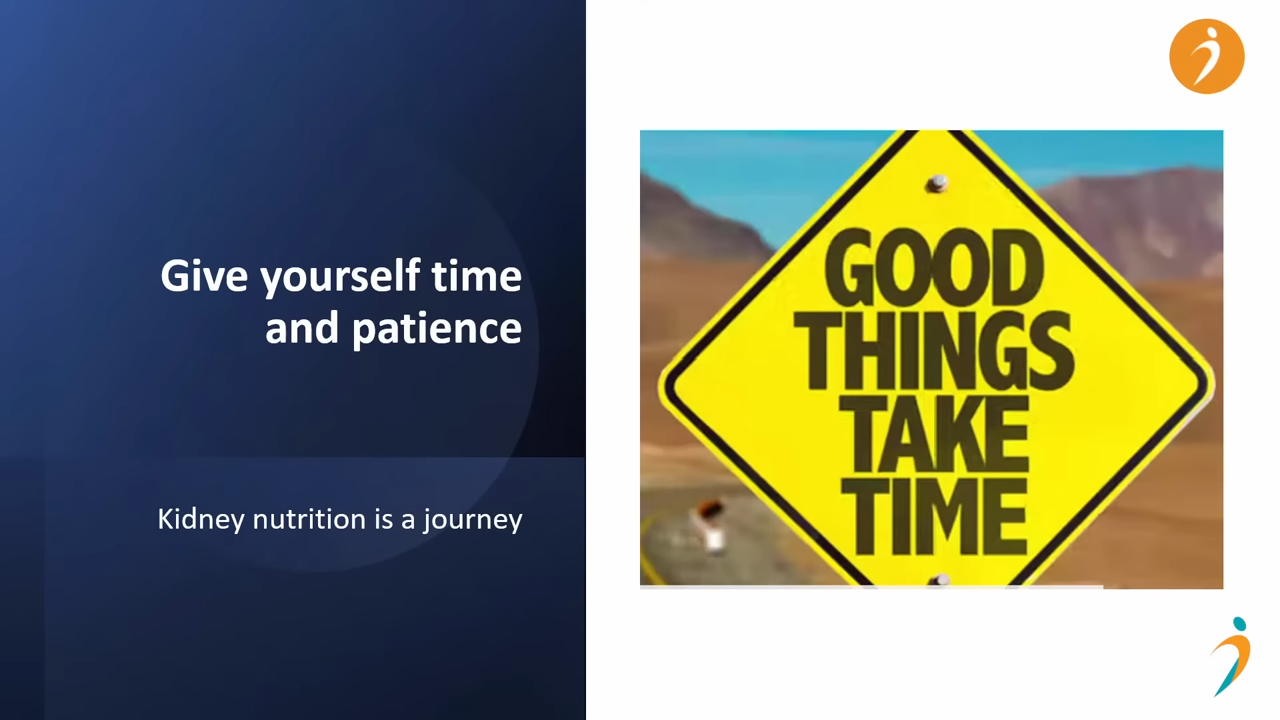 Give yourself time
and patience
Kidney nutrition is a journey
GOOD
THINGS
TAKE
TIME